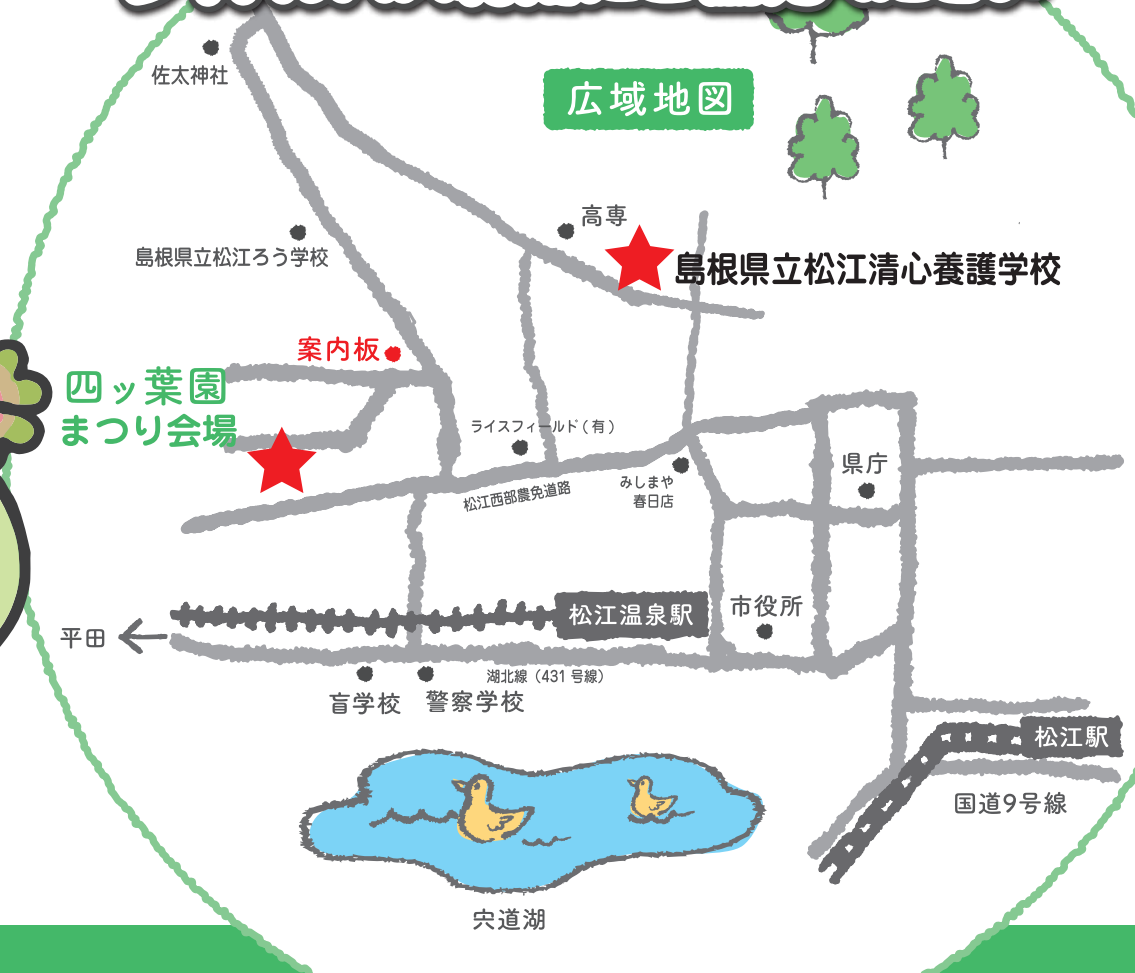 佐太神社
広域地図
高専
島根県立松江ろう学校
島根県立松江清心養護学校
案内板
四ッ葉園
まつり会場
ライスフィールド(有)
県庁
みしまや
春日店
松江西部農免道路
市役所
松江温泉駅
平田
湖北線(431号線)
盲学校
警察学校
松江駅
国道9号線
宍道湖